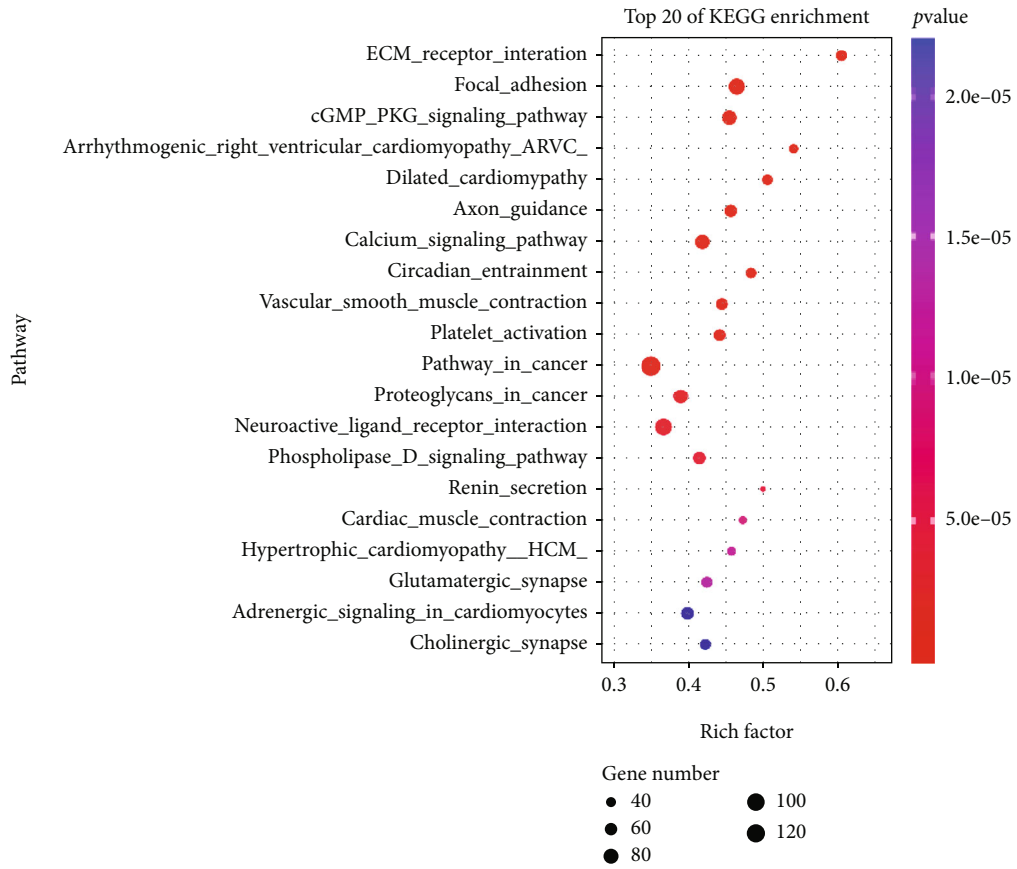 Top 20 of KEGG enrichment
pvalue
ECM_receptor_interation
Focal_adhesion
cGMP_PKG_signaling_pathway
Arrhythmogenic_right_ventricular_cardiomyopathy_ARVC_
Dilated_cardiomypathy
Axon_guidance
Calcium_signaling_pathway
Circadian_entrainment
Vascular_smooth_muscle_contraction
Platelet_activation
Pathway_in_cancer
Proteoglycans_in_cancer
Neuroactive_ligand_receptor_interaction
Phospholipase_D_signaling_pathway
Renin_secretion
Cardiac_muscle_contraction
Hypertrophic_cardiomyopathy__HCM_
Glutamatergic_synapse
Adrenergic_signaling_in_cardiomyocytes
Cholinergic_synapse
Pathway
2.0e–05
1.5e–05
1.0e–05
5.0e–05
0.3 0.4 0.5 0.6
Rich factor
Gene number
40
60
80
100
120